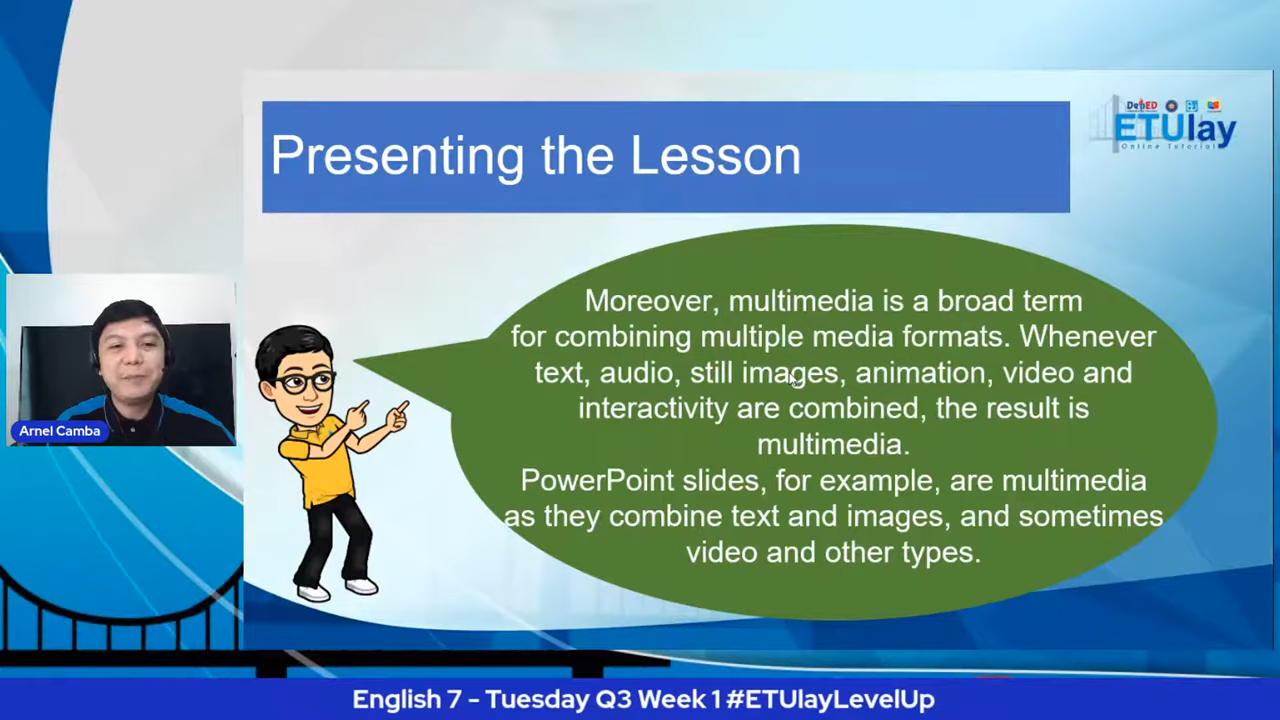 Presenting the Lesson
DepED
ETUlay
Online Tutorial
Moreover, multimedia is a broad term
for combining multiple media formats. Whenever
text, audio, still images, animation, video and
interactivity are combined, the result is
multimedia.
PowerPoint slides, for example, are multimedia
as they combine text and images, and sometimes
video and other types.
Arnel Camba
English 7 - Tuesday Q3 Week 1 #ETUlayLevelUp